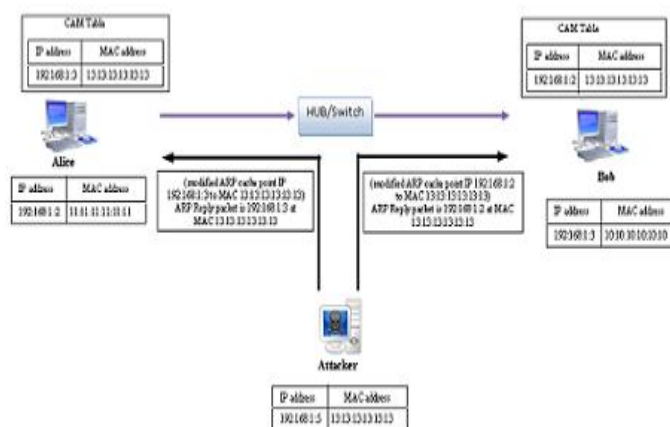 CAM Table
IP address MAC address
192:168:1:3 13:13:13:13:13:13
CAM Table
IP address MAC address
192:168:1:2 13:13:13:13:13:13
HUB/Switch
Alice
IP address MAC address
192:168:1:2 11:11:11:11:11:11
(modified ARP cache point IP
192:168:1:3 to MAC 13:13:13:13:13:13)
ARP Reply packet is 192:168:1:3 at
MAC 13:13:13:13:13:13
(modified ARP cache point IP 192:168:1:2
to MAC 13:13:13:13:13:13)
ARP Reply packet is 192:168:1:2 at MAC
13:13:13:13:13:13
Bob
IP address MAC address
192:168:1:3 10:10:10:10:10:10
Attacker
IP address MAC address
192:168:1:5 13:13:13:13:13:13